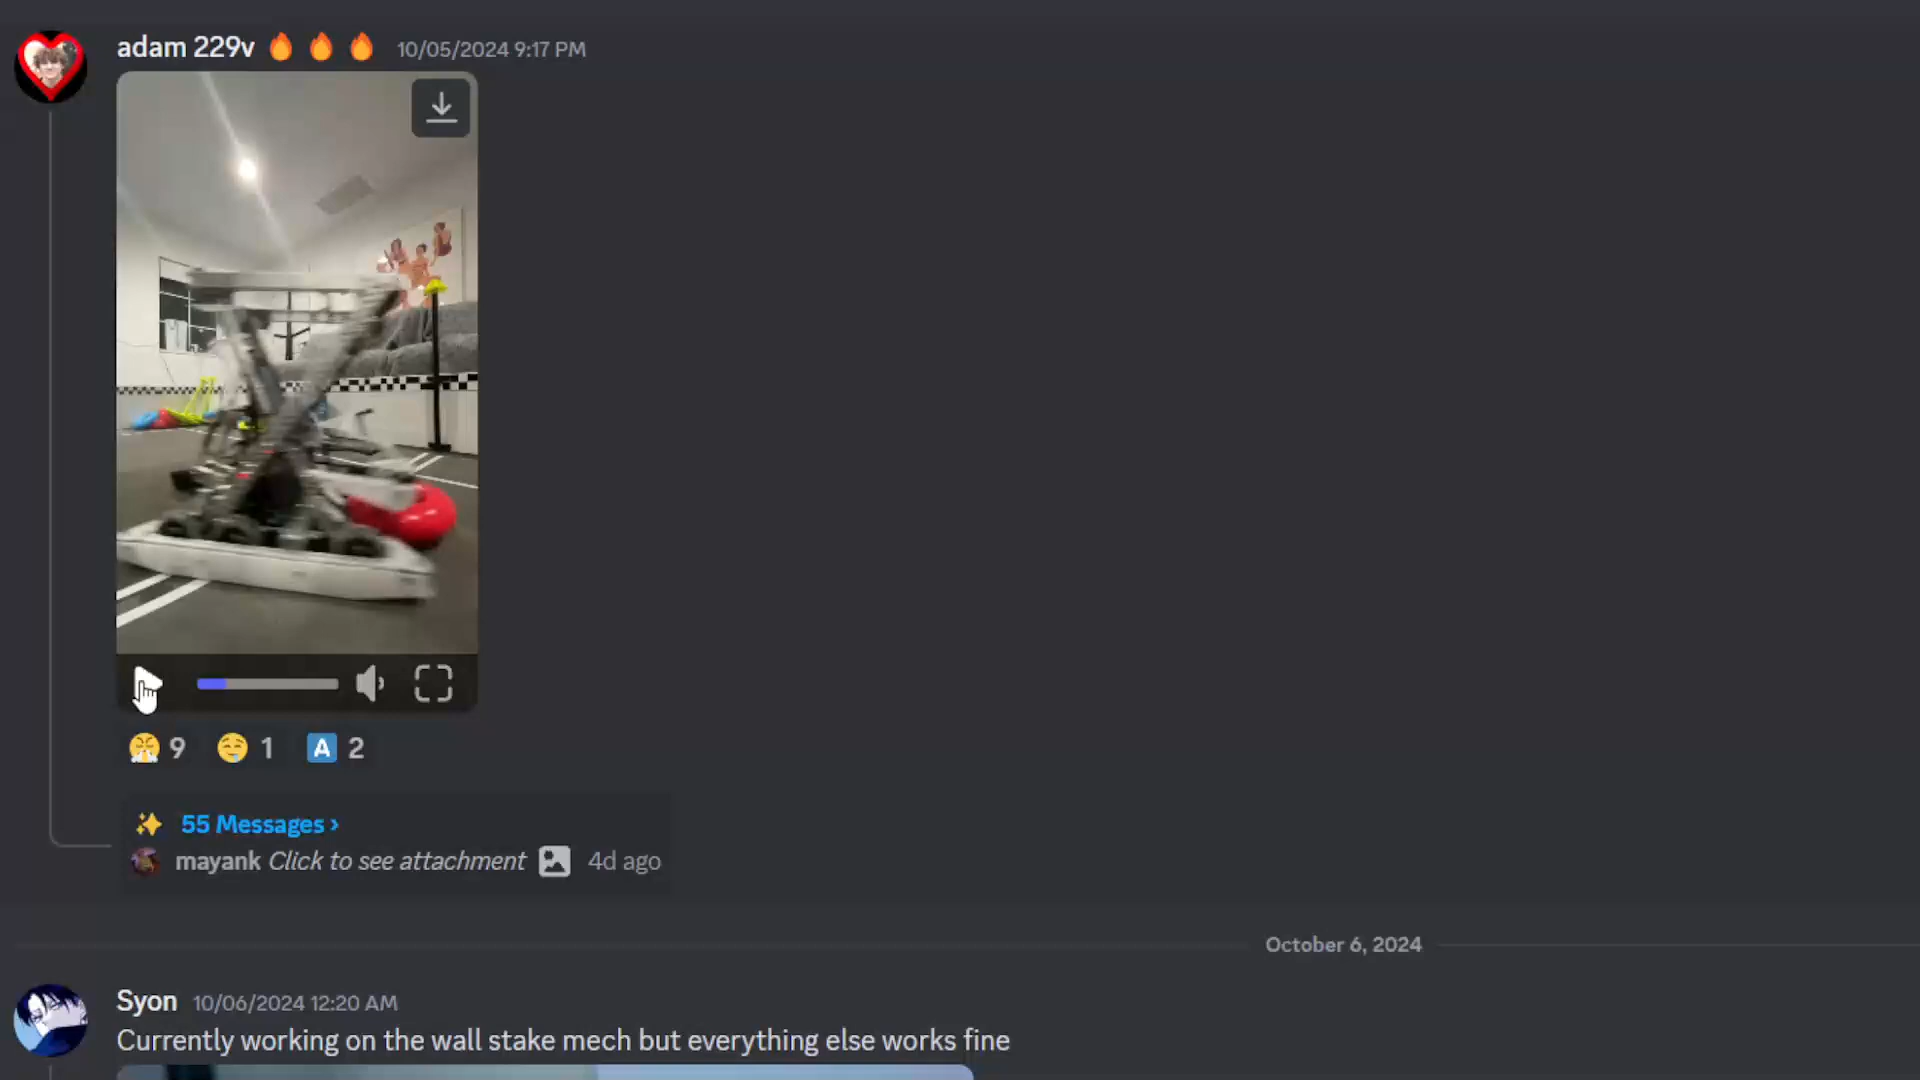 adam 229v 🔥 🔥 🔥 10/05/2024 9:17 PM
9 1 A 2
55 Messages ›
mayank Click to see attachment 4d ago
October 6, 2024
Syon 10/06/2024 12:20 AM
Currently working on the wall stake mech but everything else works fine